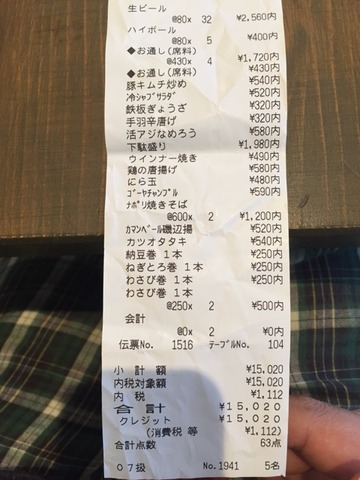 生ビール
@80x 32 ¥2,560内
ハイボール
@80x 5 ¥400内
◆お通し(席料)
@430x 4 ¥1,720内
◆お通し(席料) ¥430内
豚キムチ炒め ¥540内
冷シャブサラダ ¥520内
鉄板ぎょうざ ¥320内
手羽辛唐げ ¥320内
活アジなめろう ¥580内
下駄盛り ¥1,980内
ウインナー焼き ¥490内
鶏の唐揚げ ¥580内
にら玉 ¥480内
ゴーヤチャンプル ¥590内
ナポリ焼きそば
@600x 2 ¥1,200内
カマンベール磯辺揚 ¥520内
カツオタタキ ¥540内
納豆巻 1本 ¥250内
ねぎとろ巻 1本 ¥250内
わさび巻 1本
わさび巻 1本
@250x 2 ¥500内
会計
@0x 2 ¥0内
伝票No. 1516 テーブルNo. 104
小 計 額 ¥15,020
内税対象額 ¥15,020
内 税 ¥1,112
合 計 ¥15,020
クレジット ¥15,020
(消費税 等 ¥1,112)
合計点数 63点
07扱 No.1941 5名